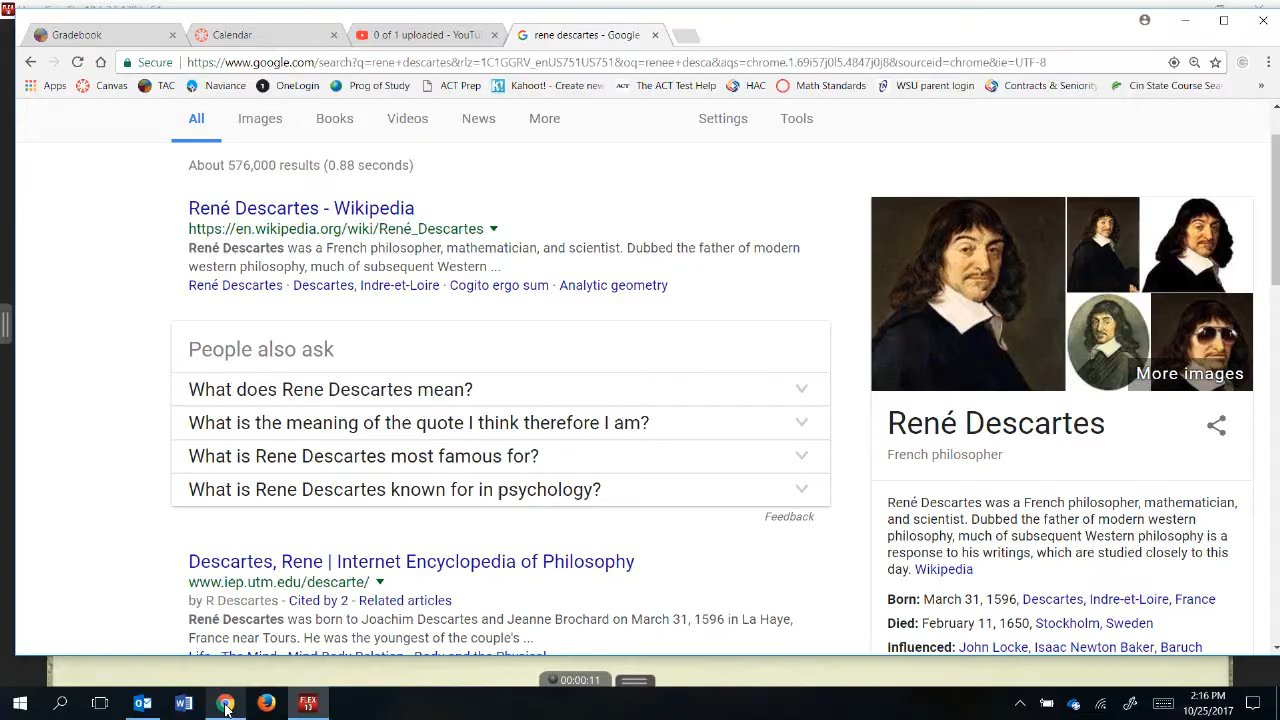 Gradebook
Calendar
0 of 1 uploaded - YouTu
rene descartes - Google
Secure https://www.google.com/search?q=rene+descartes&rlz=1C1GGRV_enUS751US751&oq=renee+desca&aqs=chrome.1.69i57j0l5.4847j0j8&sourceid=chrome&ie=UTF-8
Apps Canvas TAC Naviance OneLogin Prog of Study ACT Prep Kahoot! - Create new The ACT Test Help HAC Math Standards WSU parent login Contracts & Seniority Cin State Course Sear »
All Images Books Videos News More Settings Tools
About 576,000 results (0.88 seconds)
René Descartes - Wikipedia
https://en.wikipedia.org/wiki/René_Descartes
René Descartes was a French philosopher, mathematician, and scientist. Dubbed the father of modern
western philosophy, much of subsequent Western ...
René Descartes · Descartes, Indre-et-Loire · Cogito ergo sum · Analytic geometry
People also ask
What does Rene Descartes mean?
What is the meaning of the quote I think therefore I am?
What is Rene Descartes most famous for?
What is Rene Descartes known for in psychology?
Feedback
Descartes, Rene | Internet Encyclopedia of Philosophy
www.iep.utm.edu/descarte/
by R Descartes - Cited by 2 - Related articles
René Descartes was born to Joachim Descartes and Jeanne Brochard on March 31, 1596 in La Haye,
France near Tours. He was the youngest of the couple's ...
Life · The Mind · Mind Body Relation · Body and the Physical
More images
René Descartes
French philosopher
René Descartes was a French philosopher, mathematician,
and scientist. Dubbed the father of modern western
philosophy, much of subsequent Western philosophy is a
response to his writings, which are studied closely to this
day. Wikipedia
Born: March 31, 1596, Descartes, Indre-et-Loire, France
Died: February 11, 1650, Stockholm, Sweden
Influenced: John Locke, Isaac Newton Baker, Baruch
00:00:11
FLEX
13
2:16 PM
10/25/2017